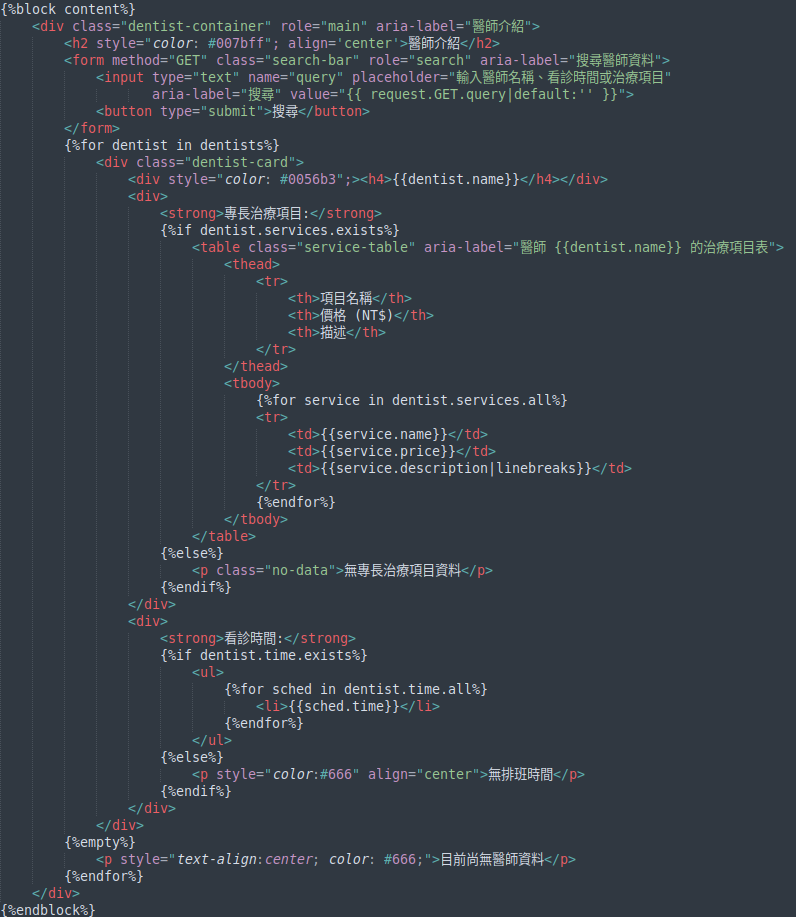 {%block content%}
<div class="dentist-container" role="main" aria-label="醫師介紹">
<h2 style="color: #007bff"; align='center'>醫師介紹</h2>
<form method="GET" class="search-bar" role="search" aria-label="搜尋醫師資料">
<input type="text" name="query" placeholder="輸入醫師名稱、看診時間或治療項目"
aria-label="搜尋" value="{{ request.GET.query|default:'' }}">
<button type="submit">搜尋</button>
</form>
{%for dentist in dentists%}
<div class="dentist-card">
<div style="color: #0056b3";><h4>{{dentist.name}}</h4></div>
<div>
<strong>專長治療項目:</strong>
{%if dentist.services.exists%}
<table class="service-table" aria-label="醫師 {{dentist.name}} 的治療項目表">
<thead>
<tr>
<th>項目名稱</th>
<th>價格 (NT$)</th>
<th>描述</th>
</tr>
</thead>
<tbody>
{%for service in dentist.services.all%}
<tr>
<td>{{service.name}}</td>
<td>{{service.price}}</td>
<td>{{service.description|linebreaks}}</td>
</tr>
{%endfor%}
</tbody>
</table>
{%else%}
<p class="no-data">無專長治療項目資料</p>
{%endif%}
</div>
<div>
<strong>看診時間:</strong>
{%if dentist.time.exists%}
<ul>
{%for sched in dentist.time.all%}
<li>{{sched.time}}</li>
{%endfor%}
</ul>
{%else%}
<p style="color:#666" align="center">無排班時間</p>
{%endif%}
</div>
</div>
{%empty%}
<p style="text-align:center; color: #666;">目前尚無醫師資料</p>
{%endfor%}
</div>
{%endblock%}